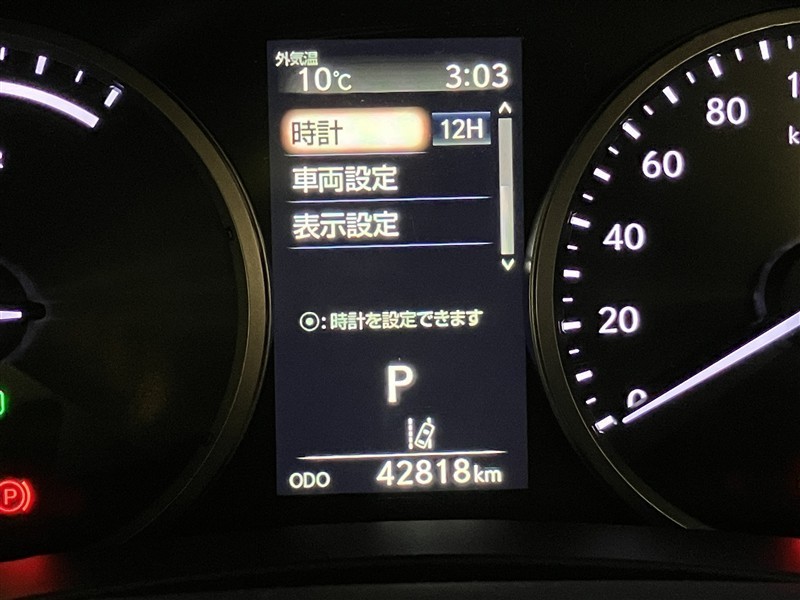 外気温
10℃ 3:03
時計 12H
車両設定
表示設定
⦿:時計を設定できます
P
ODO 42818km
80
60
40
20
0
P